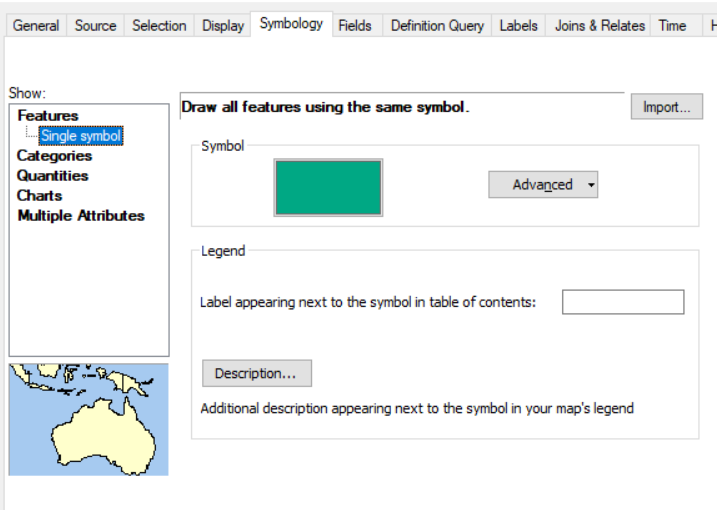 General Source Selection Display Symbology Fields Definition Query Labels Joins & Relates Time
Show:
Features
Single symbol
Categories
Quantities
Charts
Multiple Attributes
Draw all features using the same symbol.
Import...
Symbol
Advanced
Legend
Label appearing next to the symbol in table of contents:
Description...
Additional description appearing next to the symbol in your map's legend